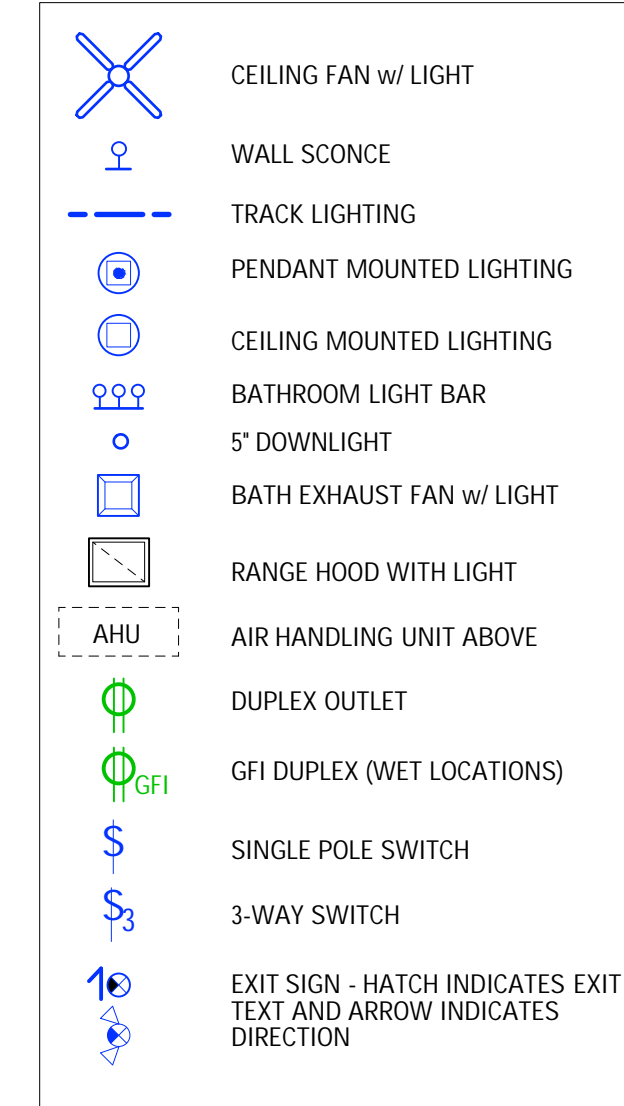 CEILING FAN w/ LIGHT
WALL SCONCE
TRACK LIGHTING
PENDANT MOUNTED LIGHTING
CEILING MOUNTED LIGHTING
BATHROOM LIGHT BAR
5" DOWNLIGHT
BATH EXHAUST FAN w/ LIGHT
RANGE HOOD WITH LIGHT
AHU AIR HANDLING UNIT ABOVE
DUPLEX OUTLET
GFI GFI DUPLEX (WET LOCATIONS)
$ SINGLE POLE SWITCH
$3 3-WAY SWITCH
1 EXIT SIGN - HATCH INDICATES EXIT
TEXT AND ARROW INDICATES
DIRECTION